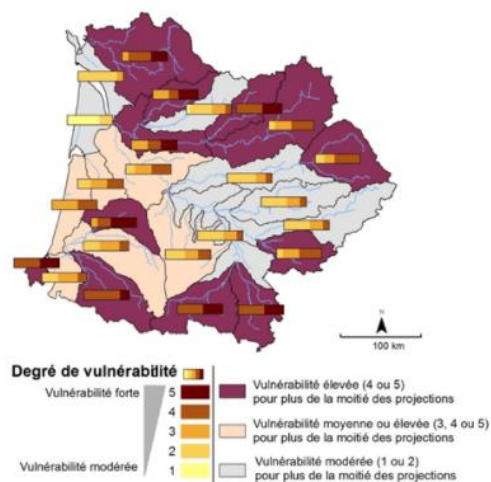 N
100 km
Degré de vulnérabilité
Vulnérabilité forte
5
4
3
2
Vulnérabilité modérée
1
Vulnérabilité élevée (4 ou 5)
pour plus de la moitié des projections
Vulnérabilité moyenne ou élevée (3, 4 ou 5)
pour plus de la moitié des projections
Vulnérabilité modérée (1 ou 2)
pour plus de la moitié des projections